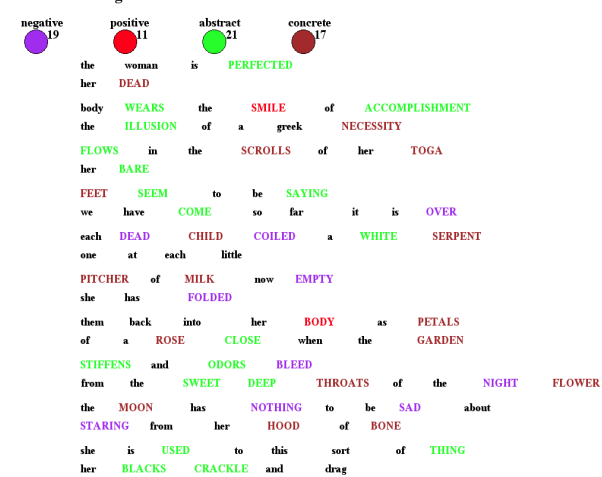 negative positive abstract concrete
19 11 21 17
the woman is PERFECTED
her DEAD
body WEARS the SMILE of ACCOMPLISHMENT
the ILLUSION of a greek NECESSITY
FLOWS in the SCROLLS of her TOGA
her BARE
FEET SEEM to be SAYING
we have COME so far it is OVER
each DEAD CHILD COILED a WHITE SERPENT
one at each little
PITCHER of MILK now EMPTY
she has FOLDED
them back into her BODY as PETALS
of a ROSE CLOSE when the GARDEN
STIFFENS and ODORS BLEED
from the SWEET DEEP THROATS of the NIGHT FLOWER
the MOON has NOTHING to be SAD about
STARING from her HOOD of BONE
she is USED to this sort of THING
her BLACKS CRACKLE and drag